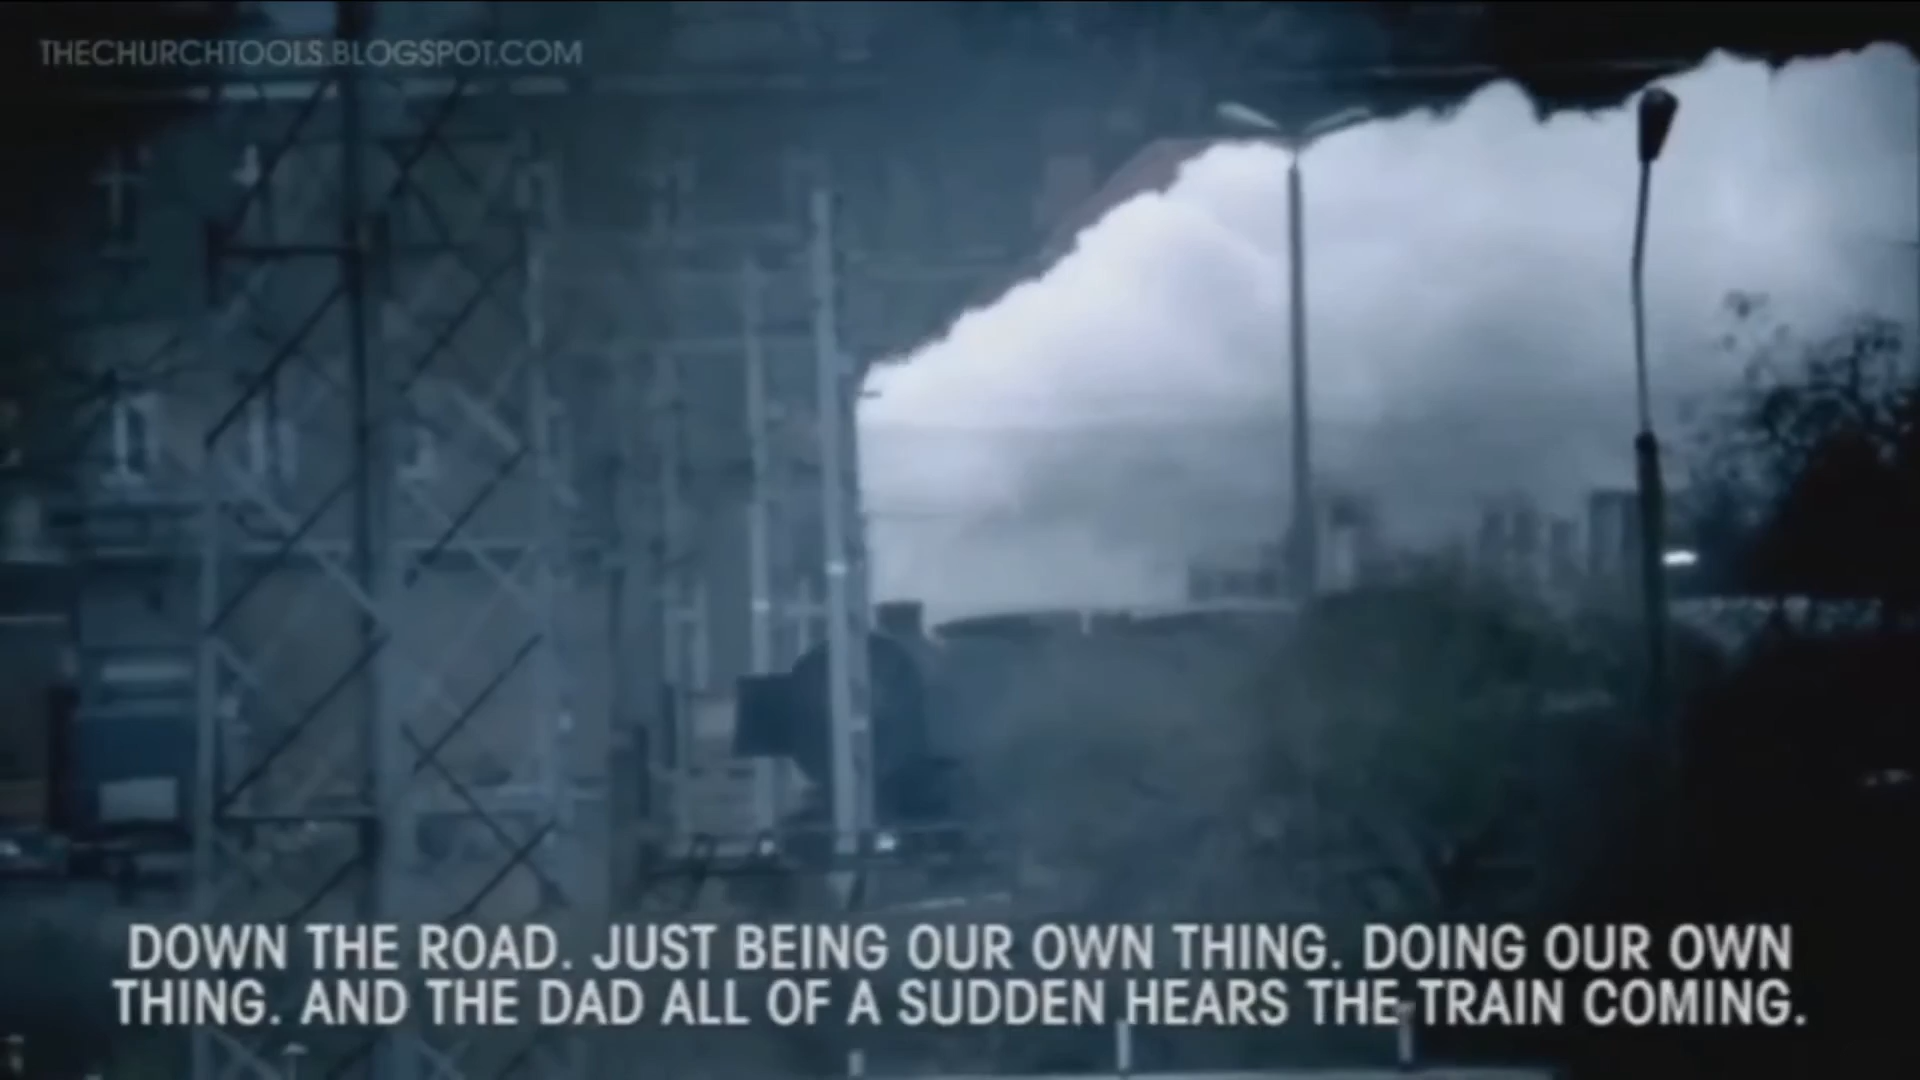 THECHURCHTOOLS.BLOGSPOT.COM
DOWN THE ROAD. JUST BEING OUR OWN THING. DOING OUR OWN
THING. AND THE DAD ALL OF A SUDDEN HEARS THE TRAIN COMING.